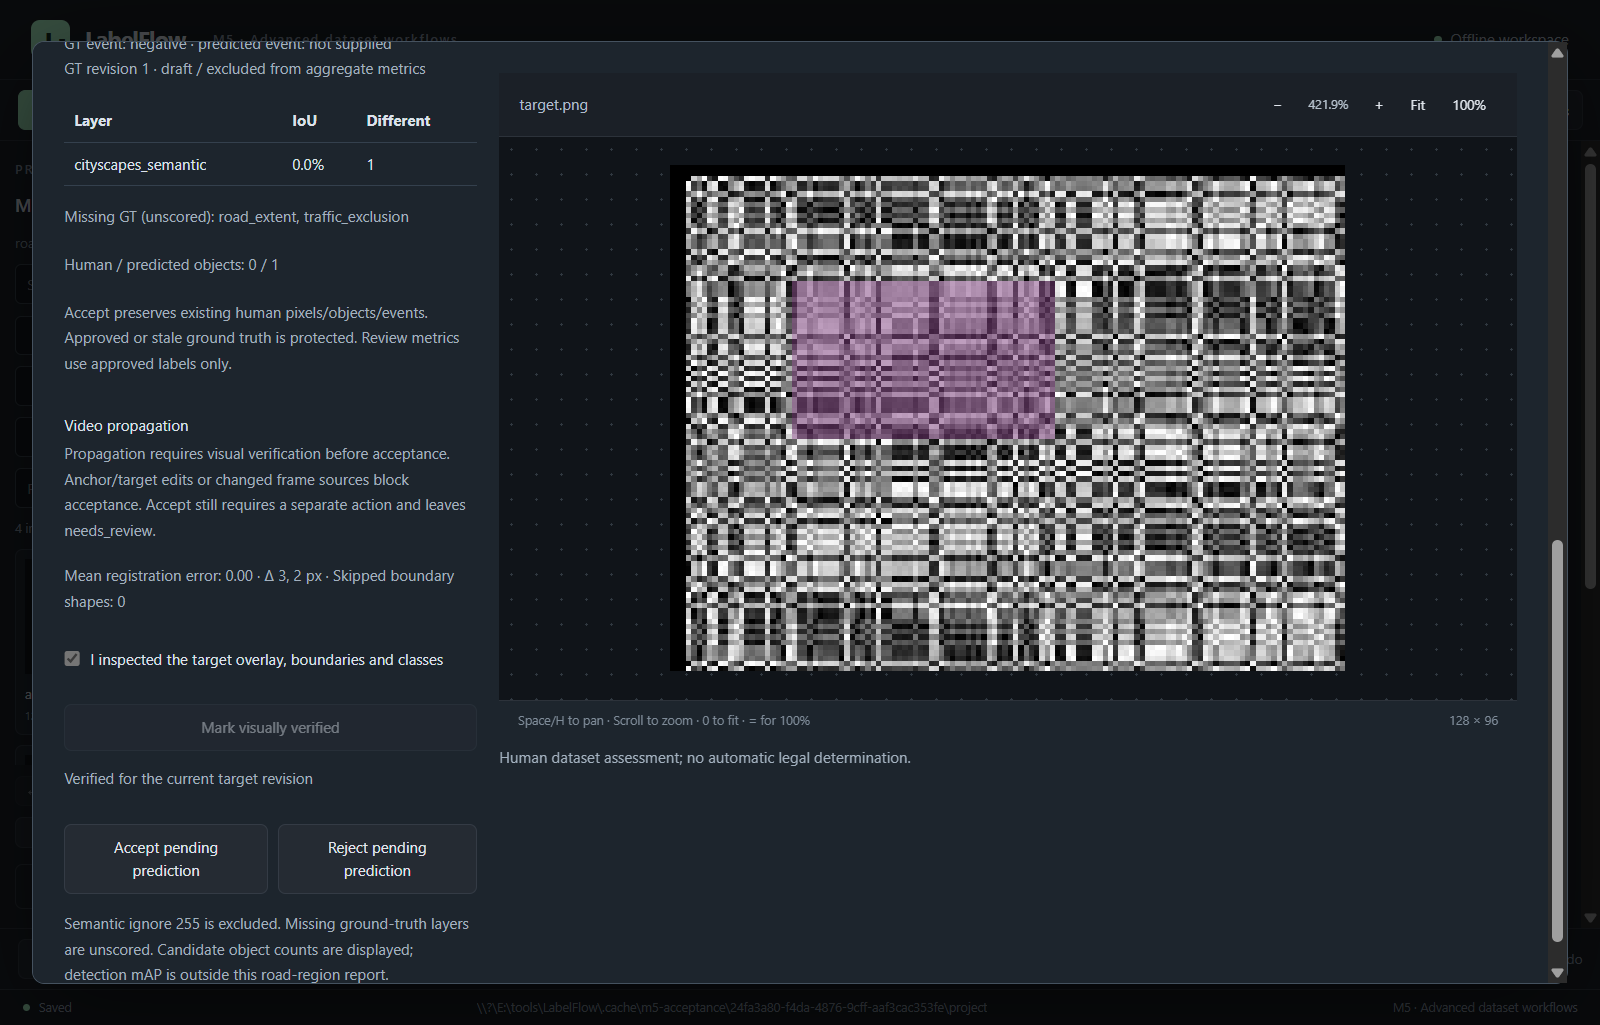 LabelFlow M5 · Advanced dataset workflows
Offline workspace
GT event: negative · predicted event: not supplied
GT revision 1 · draft / excluded from aggregate metrics
Layer IoU Different
cityscapes_semantic 0.0% 1
Missing GT (unscored): road_extent, traffic_exclusion
Human / predicted objects: 0 / 1
Accept preserves existing human pixels/objects/events.
Approved or stale ground truth is protected. Review metrics
use approved labels only.
Video propagation
Propagation requires visual verification before acceptance.
Anchor/target edits or changed frame sources block
acceptance. Accept still requires a separate action and leaves
needs_review.
Mean registration error: 0.00 · Δ 3, 2 px · Skipped boundary
shapes: 0
I inspected the target overlay, boundaries and classes
Mark visually verified
Verified for the current target revision
Accept pending
prediction
Reject pending
prediction
Semantic ignore 255 is excluded. Missing ground-truth layers
are unscored. Candidate object counts are displayed;
detection mAP is outside this road-region report.
target.png
− 421.9% + Fit 100%
Space/H to pan · Scroll to zoom · 0 to fit · = for 100%
128 × 96
Human dataset assessment; no automatic legal determination.
Saved
\\?\E:\tools\LabelFlow\.cache\m5-acceptance\24fa3a80-f4da-4876-9cff-aaf3cac353fe\project
M5 · Advanced dataset workflows